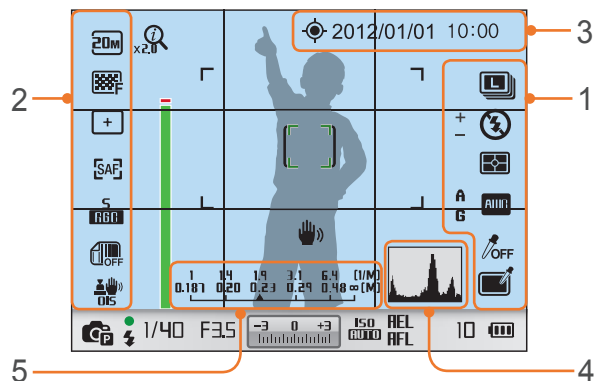 3
2012/01/01 10:00
2
1
20M
x2.0
i
F
L
+
−
+
SAF
S
RGB
A
G
AWB
OFF
OFF
OIS
1 1.4 1.9 3.1 6.4 [1/M]
0.187 0.20 0.23 0.29 0.48 ∞ [M]
P
1/40 F3.5
-3 0 +3
ISO
AUTO
AEL
AFL
10
5
4